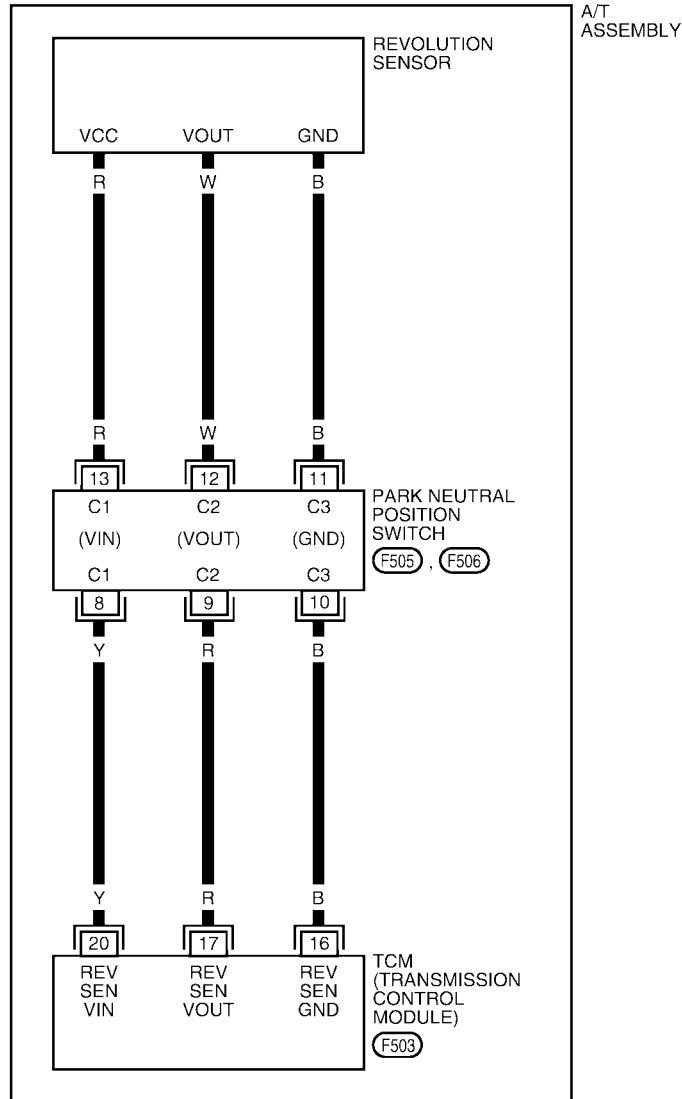 A/T
ASSEMBLY
REVOLUTION
SENSOR
VCC VOUT GND
R W B
R W B
13 12 11
C1 C2 C3
(VIN) (VOUT) (GND)
C1 C2 C3
PARK NEUTRAL
POSITION
SWITCH
F505 , F506
8 9 10
Y R B
Y R B
20 17 16
REV REV REV
SEN SEN SEN
VIN VOUT GND
TCM
(TRANSMISSION
CONTROL
MODULE)
F503